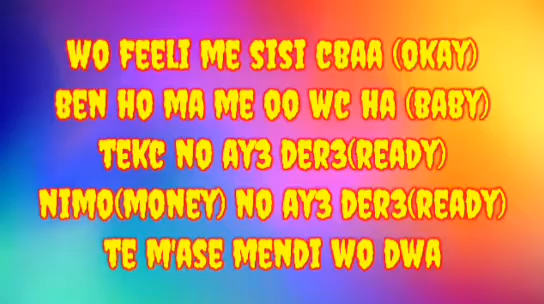 WO FEELI ME SISI CBAA (OKAY)
BEN HO MA ME OO WC HA (BABY)
TEKC NO AY3 DER3(READY)
NIMO(MONEY) NO AY3 DER3(READY)
TE M'ASE MENDI WO DWA